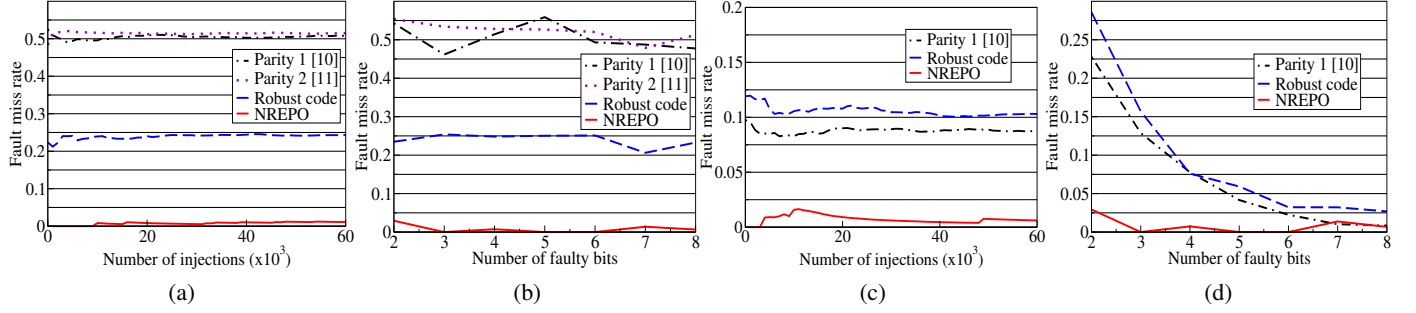 Fault miss rate
0.5
0.4
0.3
0.2
0.1
0
Parity 1 [10]
Parity 2 [11]
Robust code
NREPO
0 20 40 60
Number of injections (x10³)
(a)
Fault miss rate
0.5
0.4
0.3
0.2
0.1
0
Parity 1 [10]
Parity 2 [11]
Robust code
NREPO
2 3 4 5 6 7 8
Number of faulty bits
(b)
Fault miss rate
0.2
0.15
0.1
0.05
0
Parity 1 [10]
Robust code
NREPO
0 20 40 60
Number of injections (x10³)
(c)
Fault miss rate
0.25
0.2
0.15
0.1
0.05
0
Parity 1 [10]
Robust code
NREPO
2 3 4 5 6 7 8
Number of faulty bits
(d)